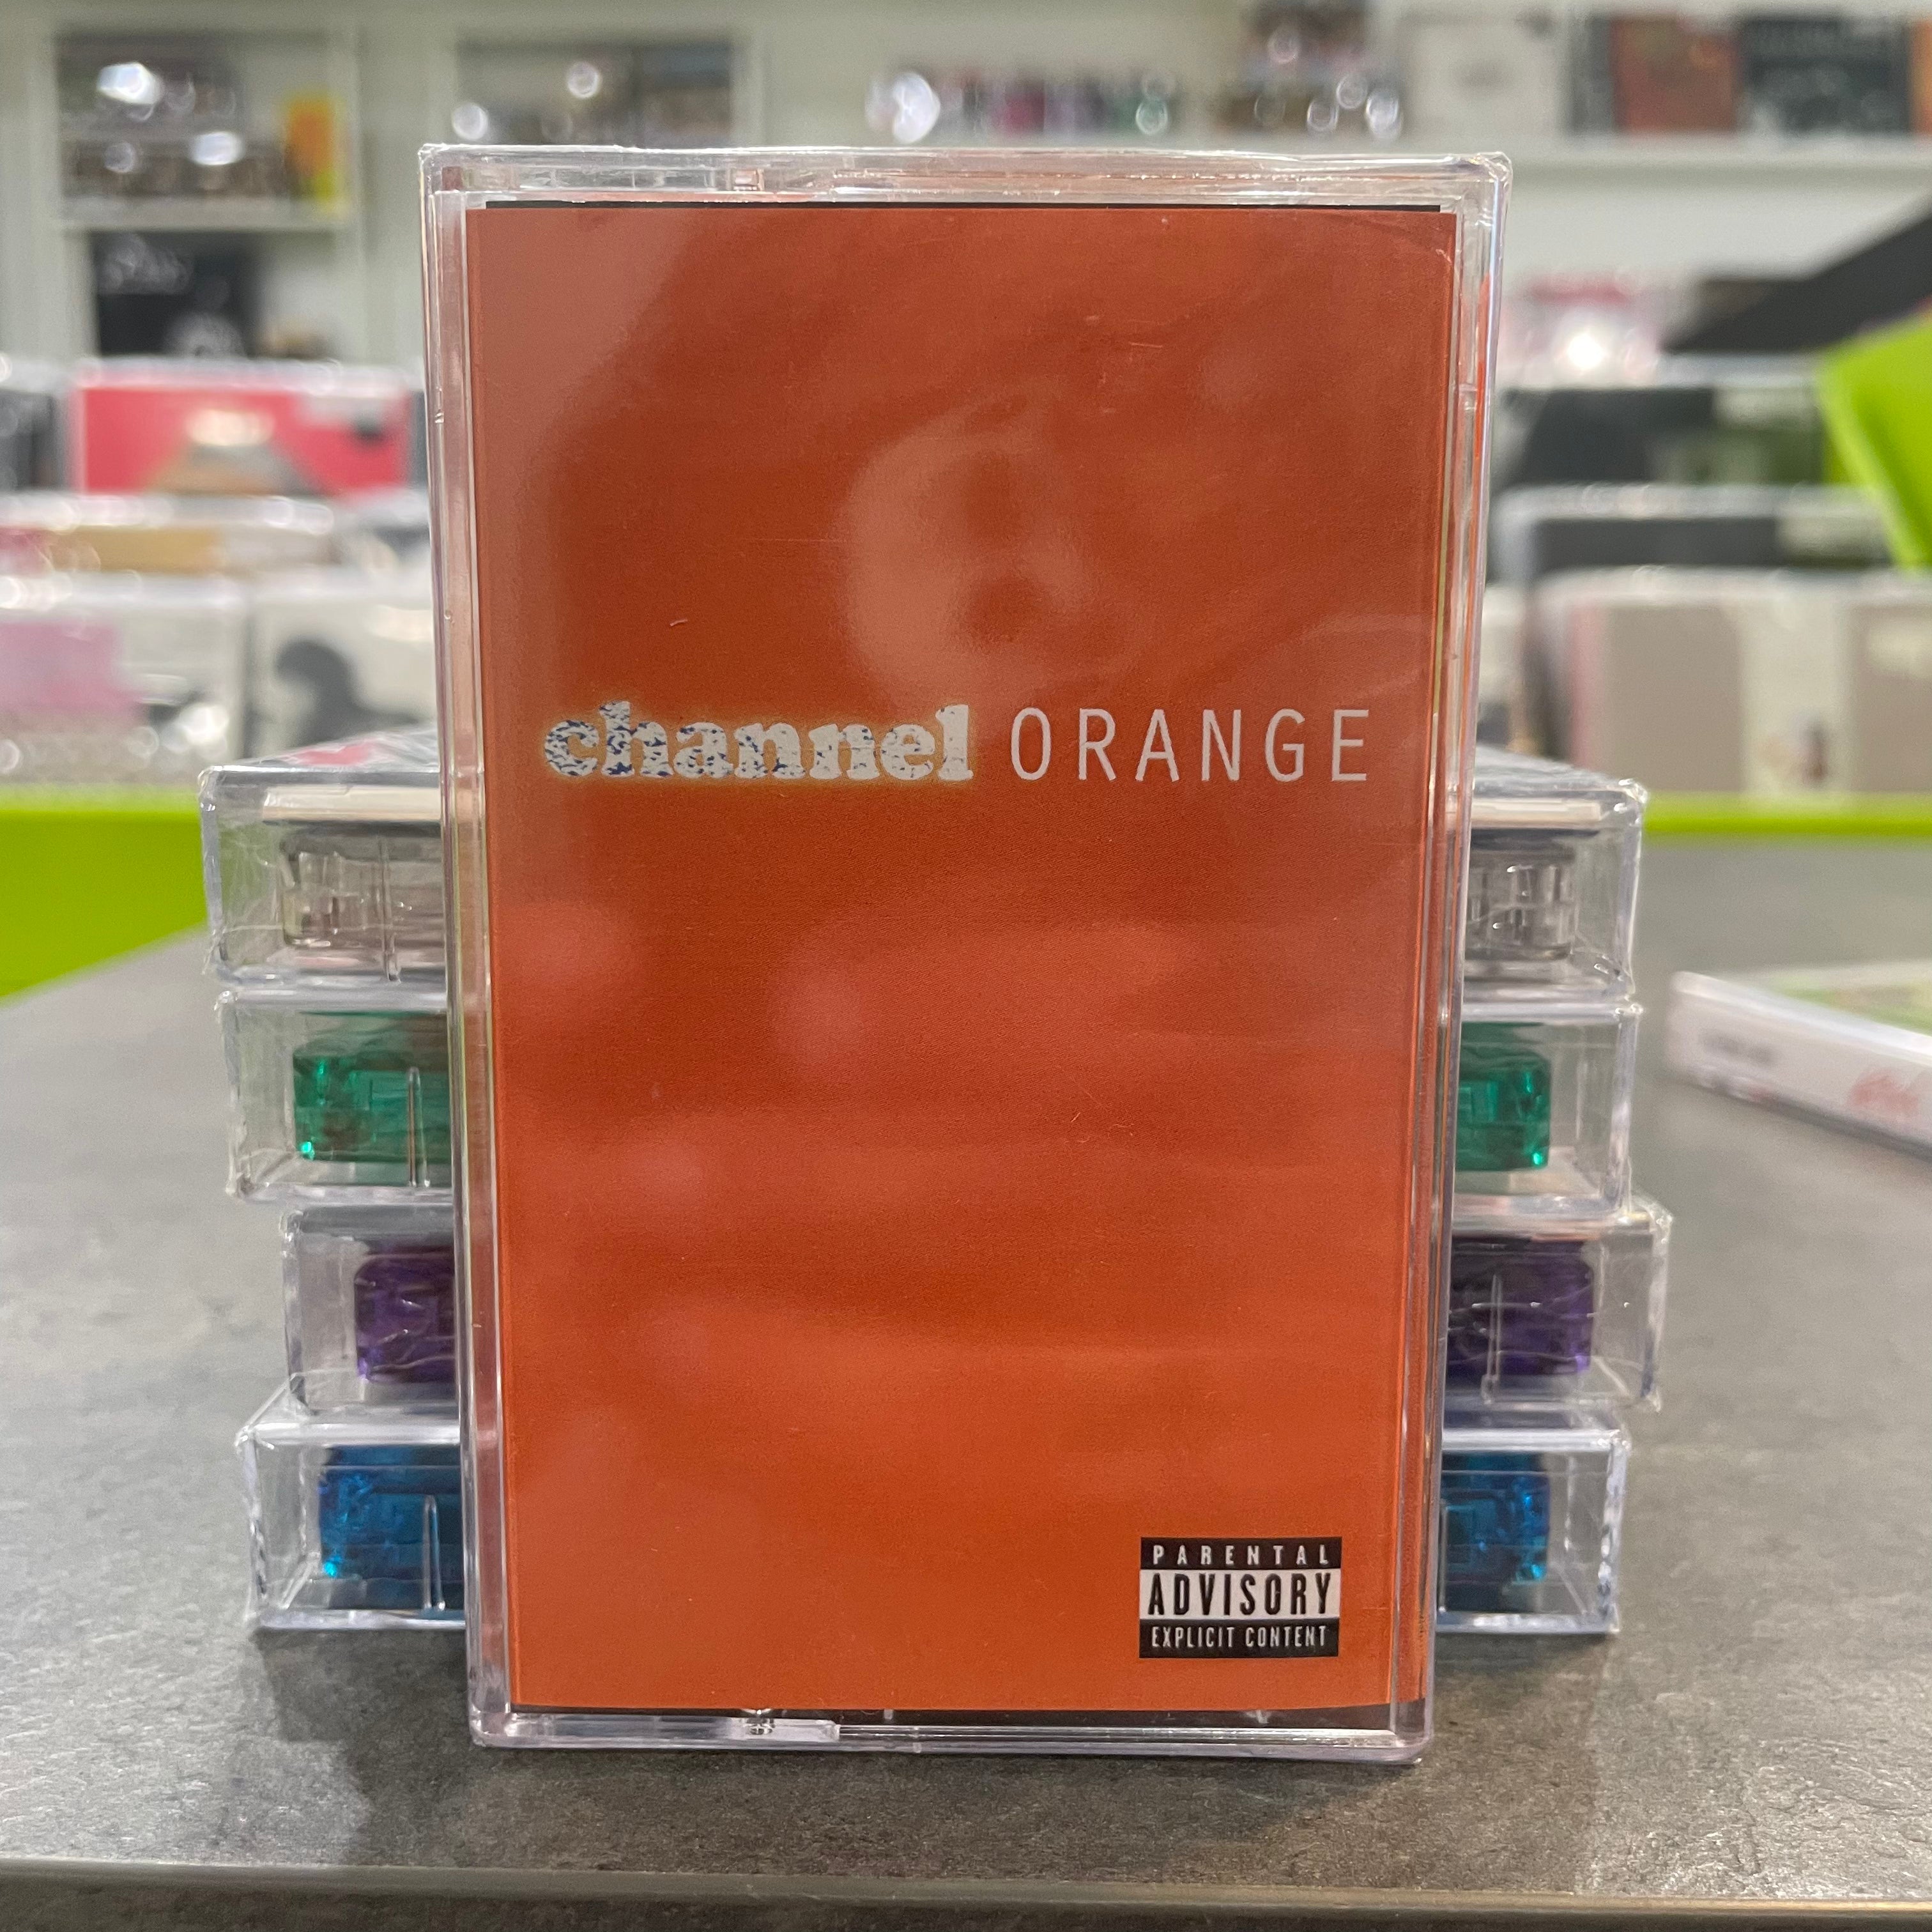 channel ORANGE
PARENTAL
ADVISORY
EXPLICIT CONTENT